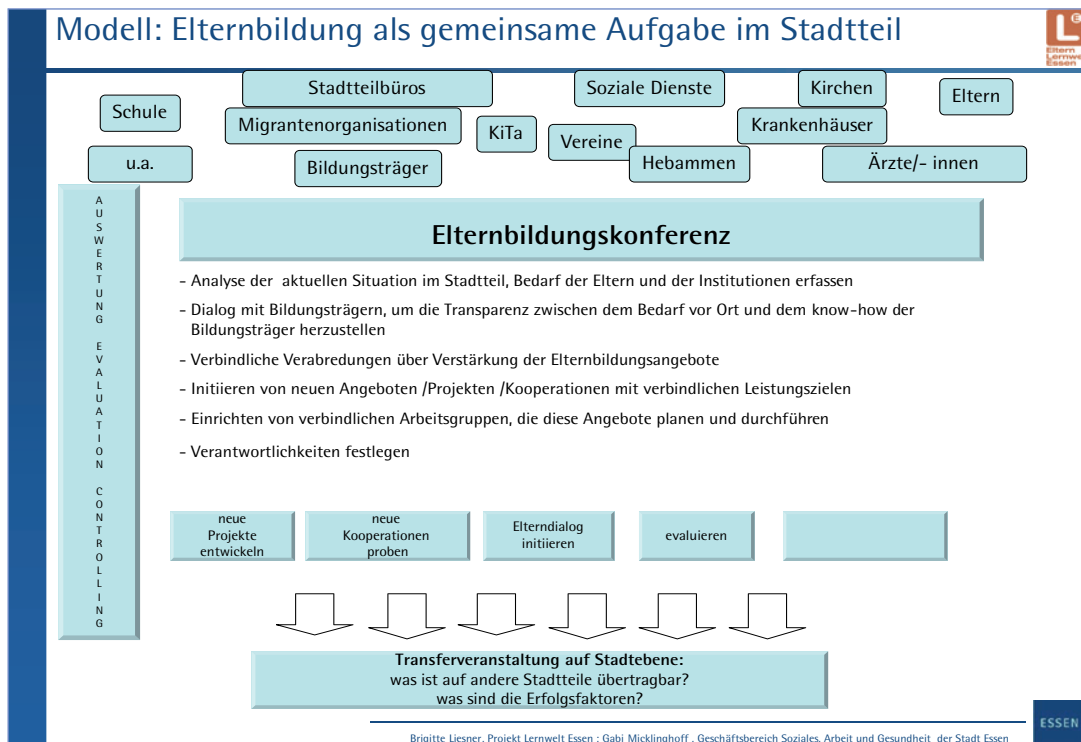 Modell: Elternbildung als gemeinsame Aufgabe im Stadtteil
L E
Eltern
Lernwelt
Essen
Stadtteilbüros
Soziale Dienste
Kirchen
Eltern
Schule
Migrantenorganisationen
KiTa
Vereine
Krankenhäuser
u.a.
Bildungsträger
Hebammen
Ärzte/- innen
AUSWERTUNG EVALUATION CONTROLLING
Elternbildungskonferenz
- Analyse der aktuellen Situation im Stadtteil, Bedarf der Eltern und der Institutionen erfassen
- Dialog mit Bildungsträgern, um die Transparenz zwischen dem Bedarf vor Ort und dem know-how der
Bildungsträger herzustellen
- Verbindliche Verabredungen über Verstärkung der Elternbildungsangebote
- Initiieren von neuen Angeboten /Projekten /Kooperationen mit verbindlichen Leistungszielen
- Einrichten von verbindlichen Arbeitsgruppen, die diese Angebote planen und durchführen
- Verantwortlichkeiten festlegen
neue
Projekte
entwickeln
neue
Kooperationen
proben
Elterndialog
initiieren
evaluieren
Transferveranstaltung auf Stadtebene:
was ist auf andere Stadtteile übertragbar?
was sind die Erfolgsfaktoren?
ESSEN
Brigitte Liesner, Projekt Lernwelt Essen ; Gabi Micklinghoff , Geschäftsbereich Soziales, Arbeit und Gesundheit der Stadt Essen